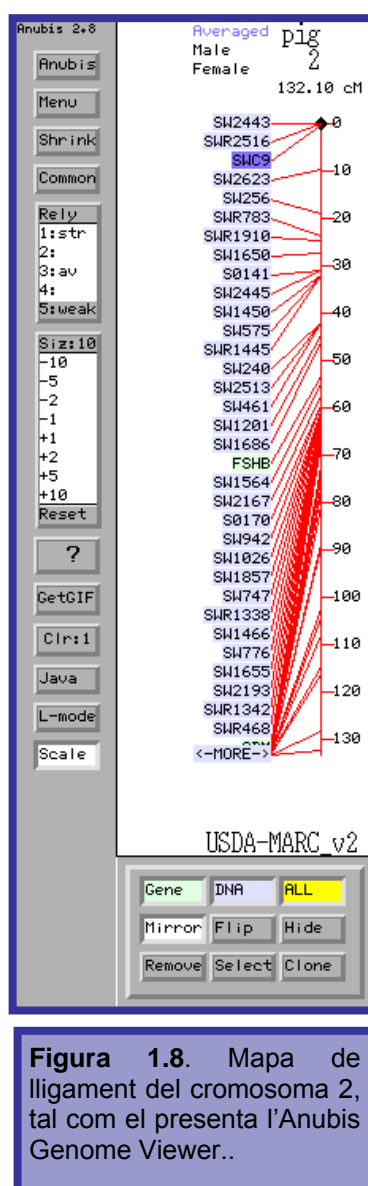 Anubis 2.8
Anubis
Menu
Shrink
Common
Rely
1:str
2:
3:av
4:
5:weak
Siz:10
-10
-5
-2
-1
+1
+2
+5
+10
Reset
?
GetGIF
Clr:1
Java
L-mode
Scale
Averaged
Male
Female
pig
2
132.10 cM
SW2443
SWR2516
SWC9
SW2623
SW256
SWR783
SWR1910
SW1650
S0141
SW2445
SW1450
SW575
SWR1445
SW240
SW2513
SW461
SW1201
SW1686
FSHB
SW1564
SW2167
S0170
SW942
SW1026
SW1857
SW747
SWR1338
SW1466
SW776
SW1655
SW2193
SWR1342
SWR468
<-MORE->
0
10
20
30
40
50
60
70
80
90
100
110
120
130
USDA-MARC_v2
Gene DNA ALL
Mirror Flip Hide
Remove Select Clone
Figura 1.8. Mapa de
lligament del cromosoma 2,
tal com el presenta l'Anubis
Genome Viewer..